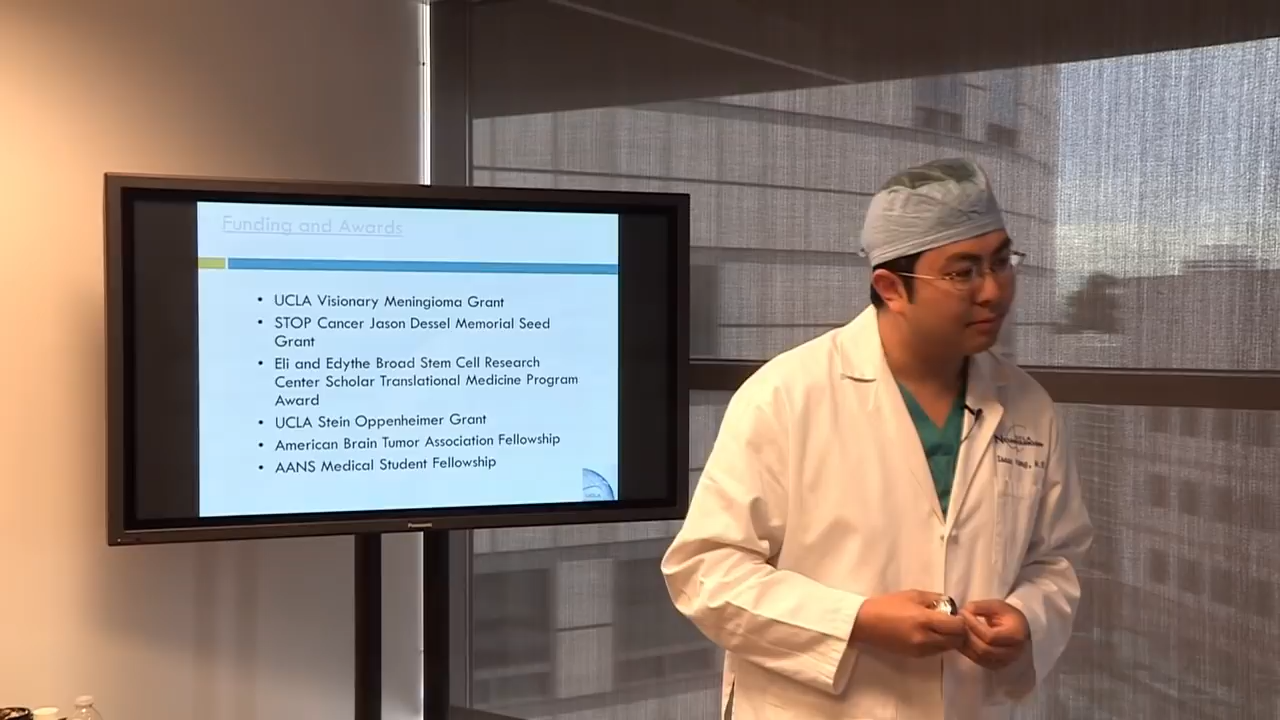 Funding and Awards
• UCLA Visionary Meningioma Grant
• STOP Cancer Jason Dessel Memorial Seed
Grant
• Eli and Edythe Broad Stem Cell Research
Center Scholar Translational Medicine Program
Award
• UCLA Stein Oppenheimer Grant
• American Brain Tumor Association Fellowship
• AANS Medical Student Fellowship
UCLA
Panasonic